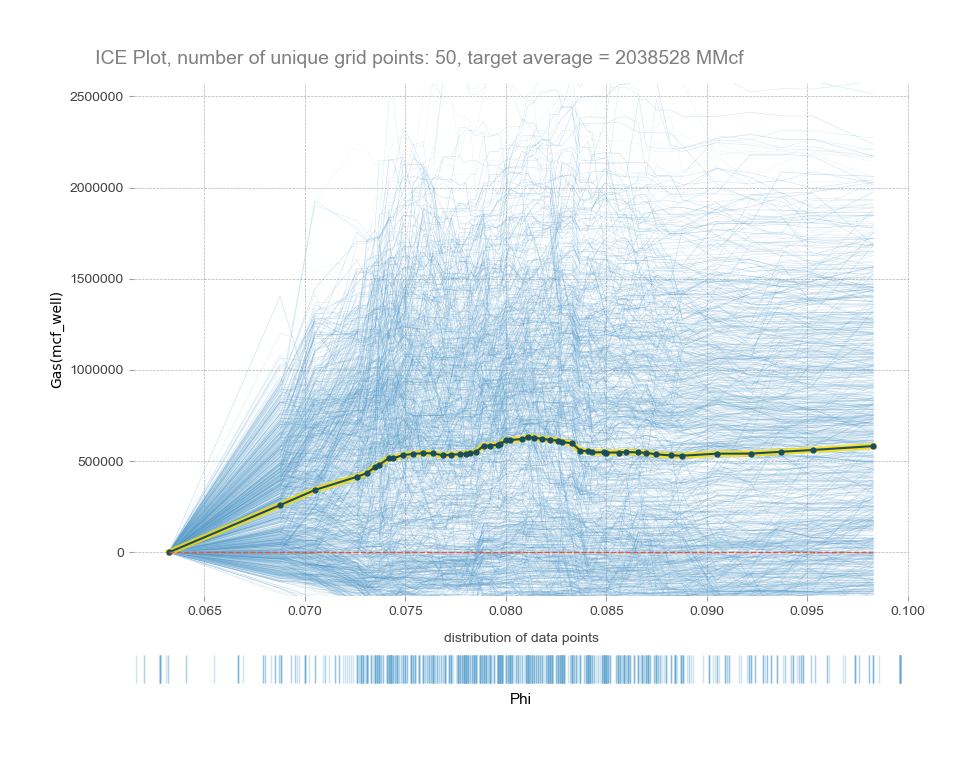 ICE Plot, number of unique grid points: 50, target average = 2038528 MMcf
2500000
2000000
1500000
1000000
500000
0
Gas(mcf_well)
0.065 0.070 0.075 0.080 0.085 0.090 0.095 0.100
distribution of data points
Phi